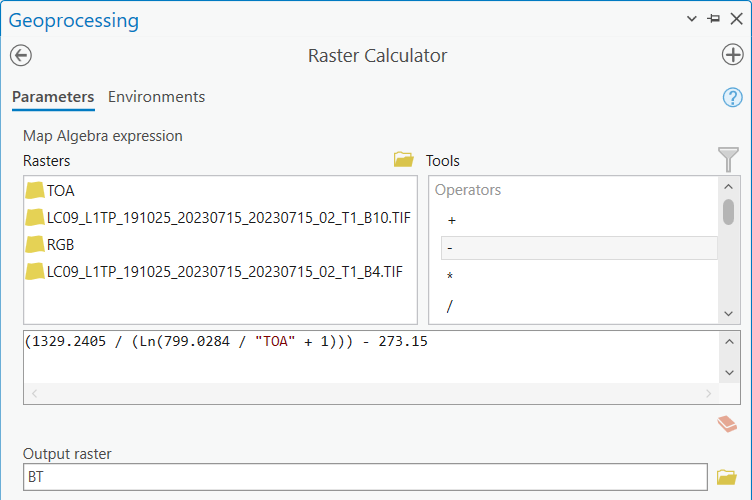 Geoprocessing
Raster Calculator
Parameters Environments
Map Algebra expression
Rasters Tools
TOA
LC09_L1TP_191025_20230715_20230715_02_T1_B10.TIF
RGB
LC09_L1TP_191025_20230715_20230715_02_T1_B4.TIF
Operators
+
-
*
/
(1329.2405 / (Ln(799.0284 / "TOA" + 1))) - 273.15
Output raster
BT